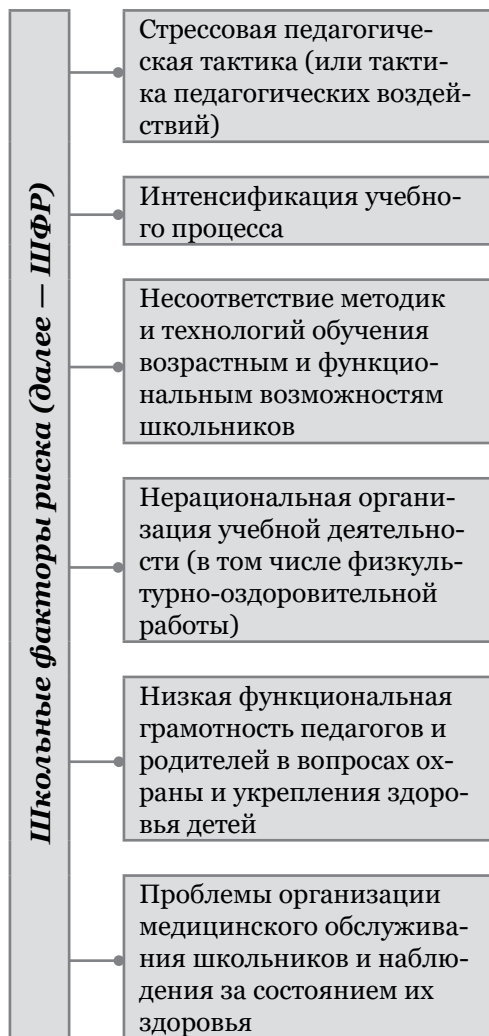 Школьные факторы риска (далее — ШФР)
Стрессовая педагогиче-
ская тактика (или такти-
ка педагогических воздей-
ствий)
Интенсификация учебно-
го процесса
Несоответствие методик
и технологий обучения
возрастным и функцио-
нальным возможностям
школьников
Нерациональная органи-
зация учебной деятельно-
сти (в том числе физкуль-
турно-оздоровительной
работы)
Низкая функциональная
грамотность педагогов и
родителей в вопросах ох-
раны и укрепления здоро-
вья детей
Проблемы организации
медицинского обслужива-
ния школьников и наблю-
дения за состоянием их
здоровья